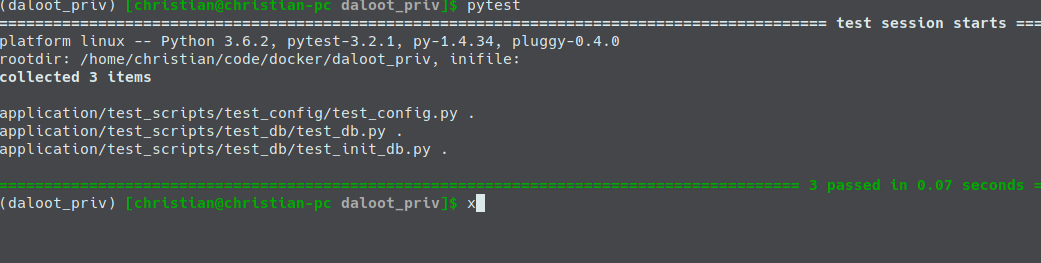 (daloot_priv) [christian@christian-pc daloot_priv]$ pytest
============================================================================================ test session starts ===
platform linux -- Python 3.6.2, pytest-3.2.1, py-1.4.34, pluggy-0.4.0
rootdir: /home/christian/code/docker/daloot_priv, inifile:
collected 3 items
application/test_scripts/test_config/test_config.py .
application/test_scripts/test_db/test_db.py .
application/test_scripts/test_db/test_init_db.py .
========================================================================================= 3 passed in 0.07 seconds =
(daloot_priv) [christian@christian-pc daloot_priv]$ x